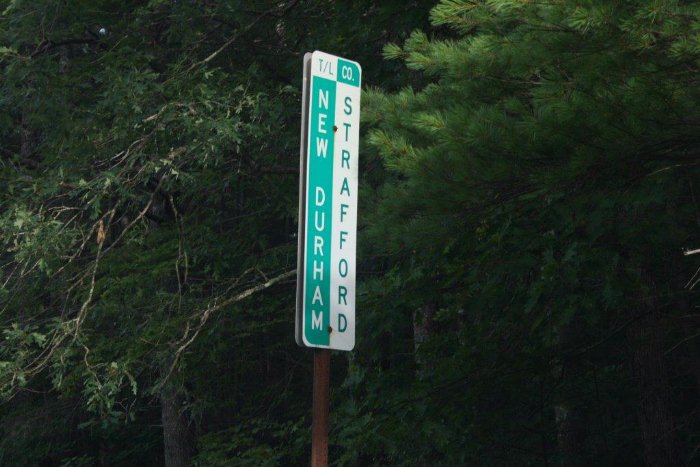 T/L
NEW DURHAM
CO.
STRAFFORD